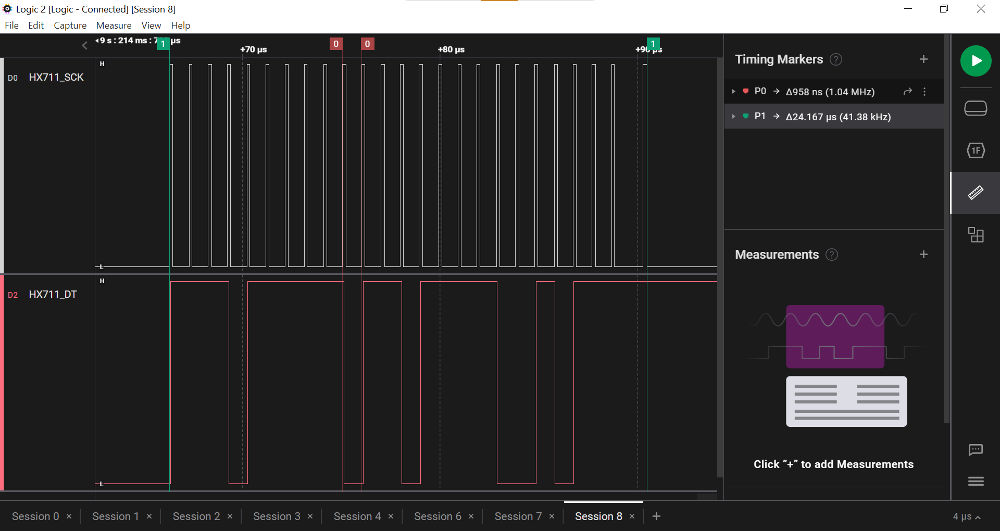 Logic 2 [Logic - Connected] [Session 8]
File Edit Capture Measure View Help
9 s : 214 ms : 7 µs
1 0 0 1
+70 µs +80 µs +90 µs
H
D0 HX711_SCK
L
H
D2 HX711_DT
L
Timing Markers ? +
P0 → Δ958 ns (1.04 MHz)
P1 → Δ24.167 µs (41.38 kHz)
Measurements ? +
Click “+” to add Measurements
1F
Session 0 × Session 1 × Session 2 × Session 3 × Session 4 × Session 6 × Session 7 × Session 8 × +
4 µs